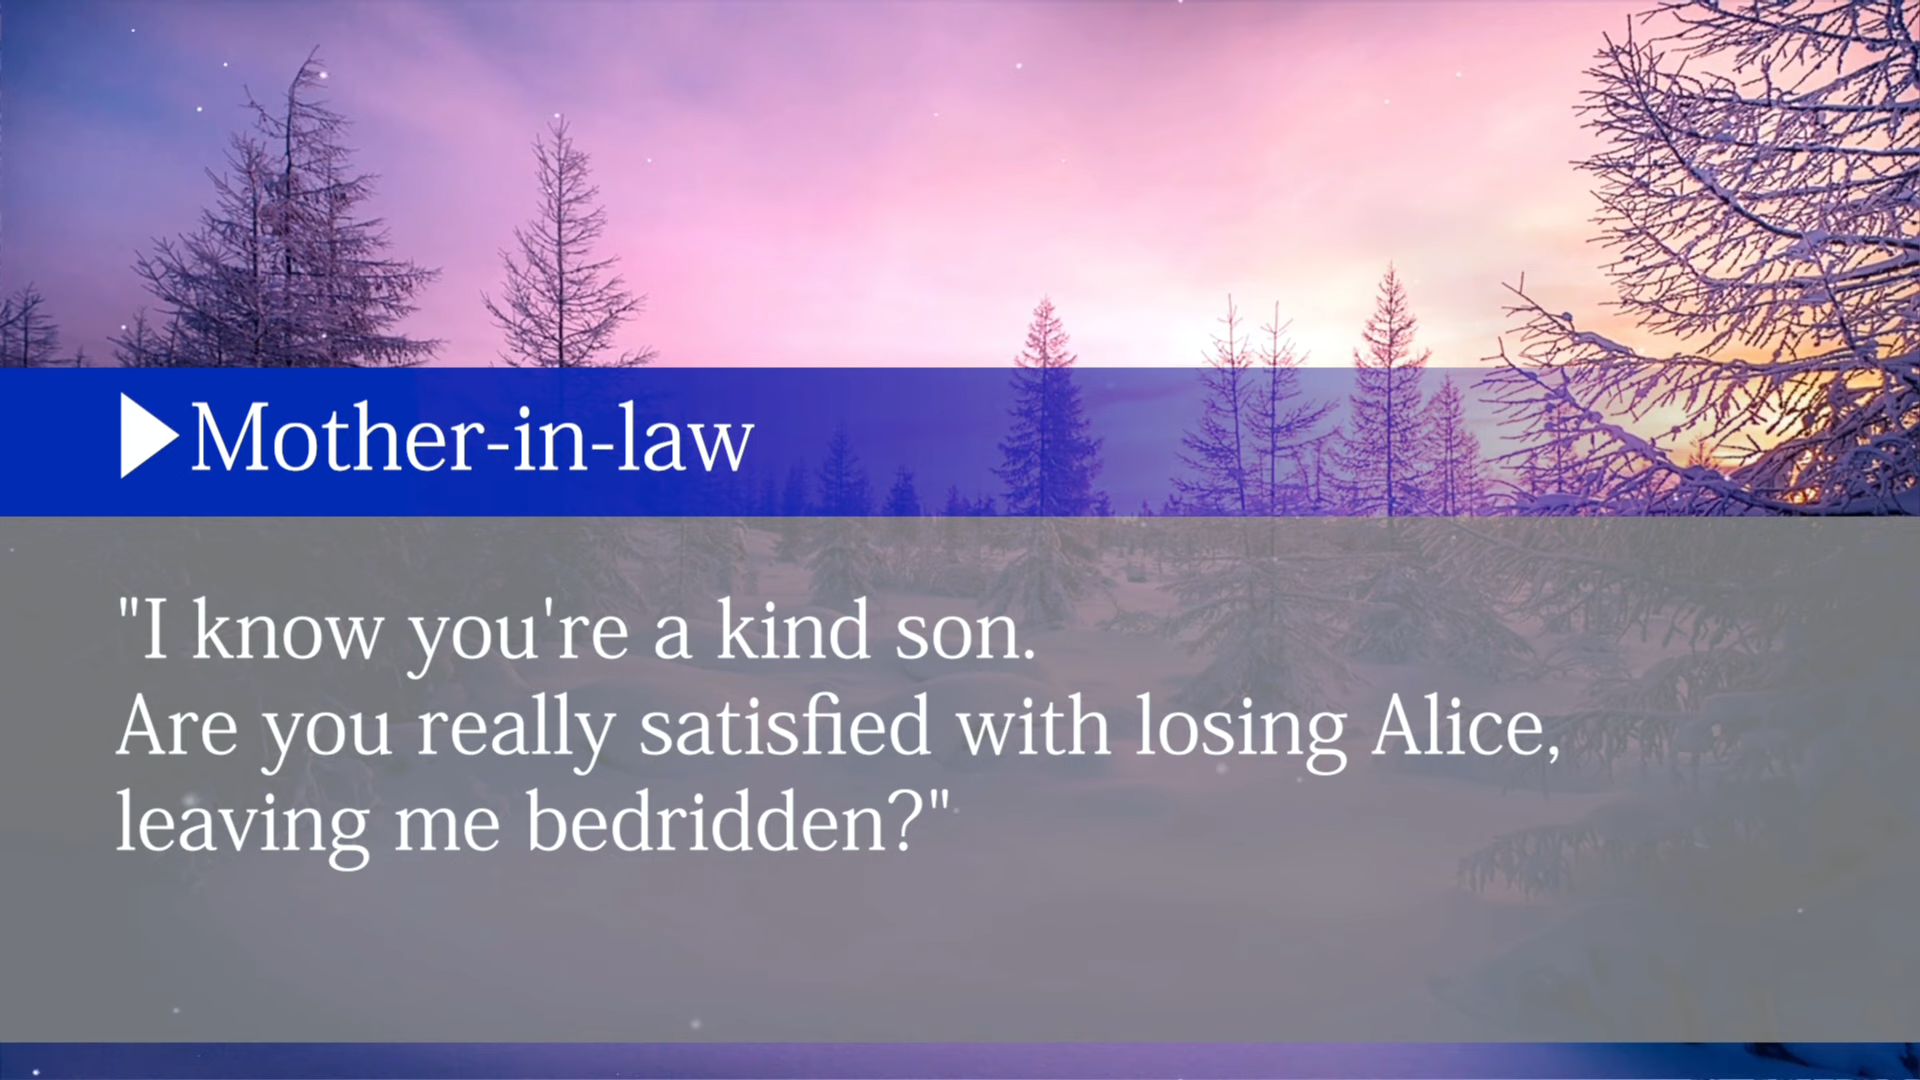 Mother-in-law
"I know you're a kind son.
Are you really satisfied with losing Alice,
leaving me bedridden?"